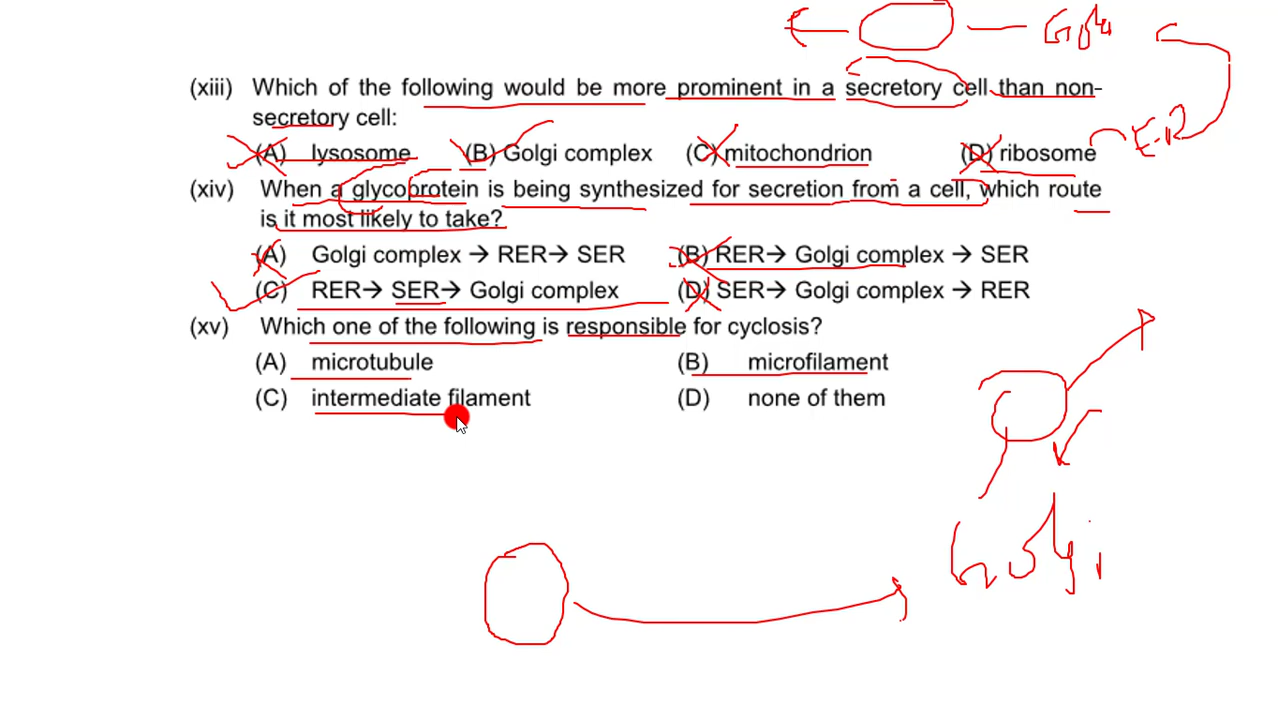 Golgi
(xiii) Which of the following would be more prominent in a secretory cell than non-
secretory cell:
(A) lysosome (B) Golgi complex (C) mitochondrion (D) ribosome
E.R
(xiv) When a glycoprotein is being synthesized for secretion from a cell, which route
is it most likely to take?
(A) Golgi complex → RER→ SER (B) RER→ Golgi complex → SER
(C) RER→ SER→ Golgi complex (D) SER→ Golgi complex → RER
(xv) Which one of the following is responsible for cyclosis?
(A) microtubule (B) microfilament
(C) intermediate filament (D) none of them
Golgi